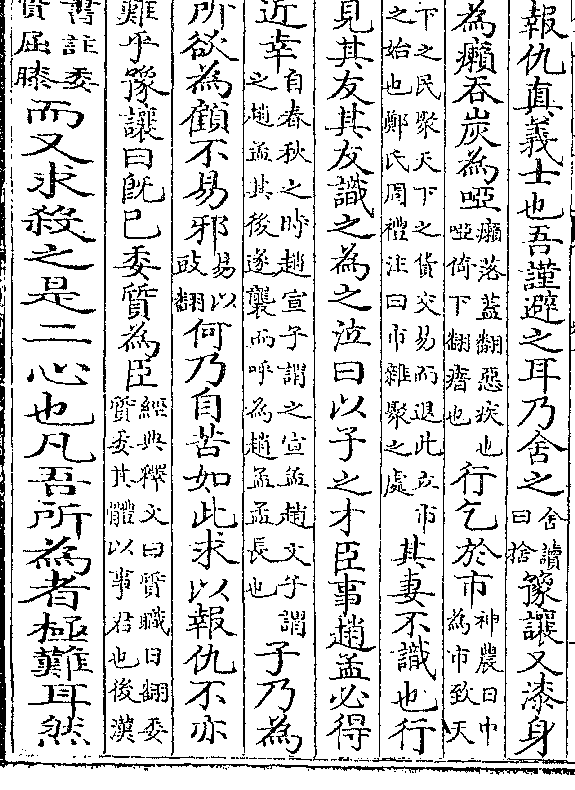 報仇真義士也吾謹避之耳乃舍之舍讀曰捨豫讓又漆身
為癩吞炭為啞癩落蓋翻惡疾也啞倚下翻瘖也行乞於市神農日中為市致天
下之民聚天下之貨交易而退此立市之始也鄭氏周禮注曰市雜聚之處其妻不識也行
見其友其友識之為之泣曰以子之才臣事趙孟必得
近幸自春秋之時趙宣子謂之宣孟趙文子謂之趙孟其後遂襲而呼為趙孟孟長也子乃為
所欲為顧不易邪易以豉翻何乃自苦如此求以報仇不亦
難乎豫讓曰既已委質為臣經典釋文曰質職日翻委質委其體以事君也後漢
書註委質屈膝而又求殺之是二心也凡吾所為者極難耳然